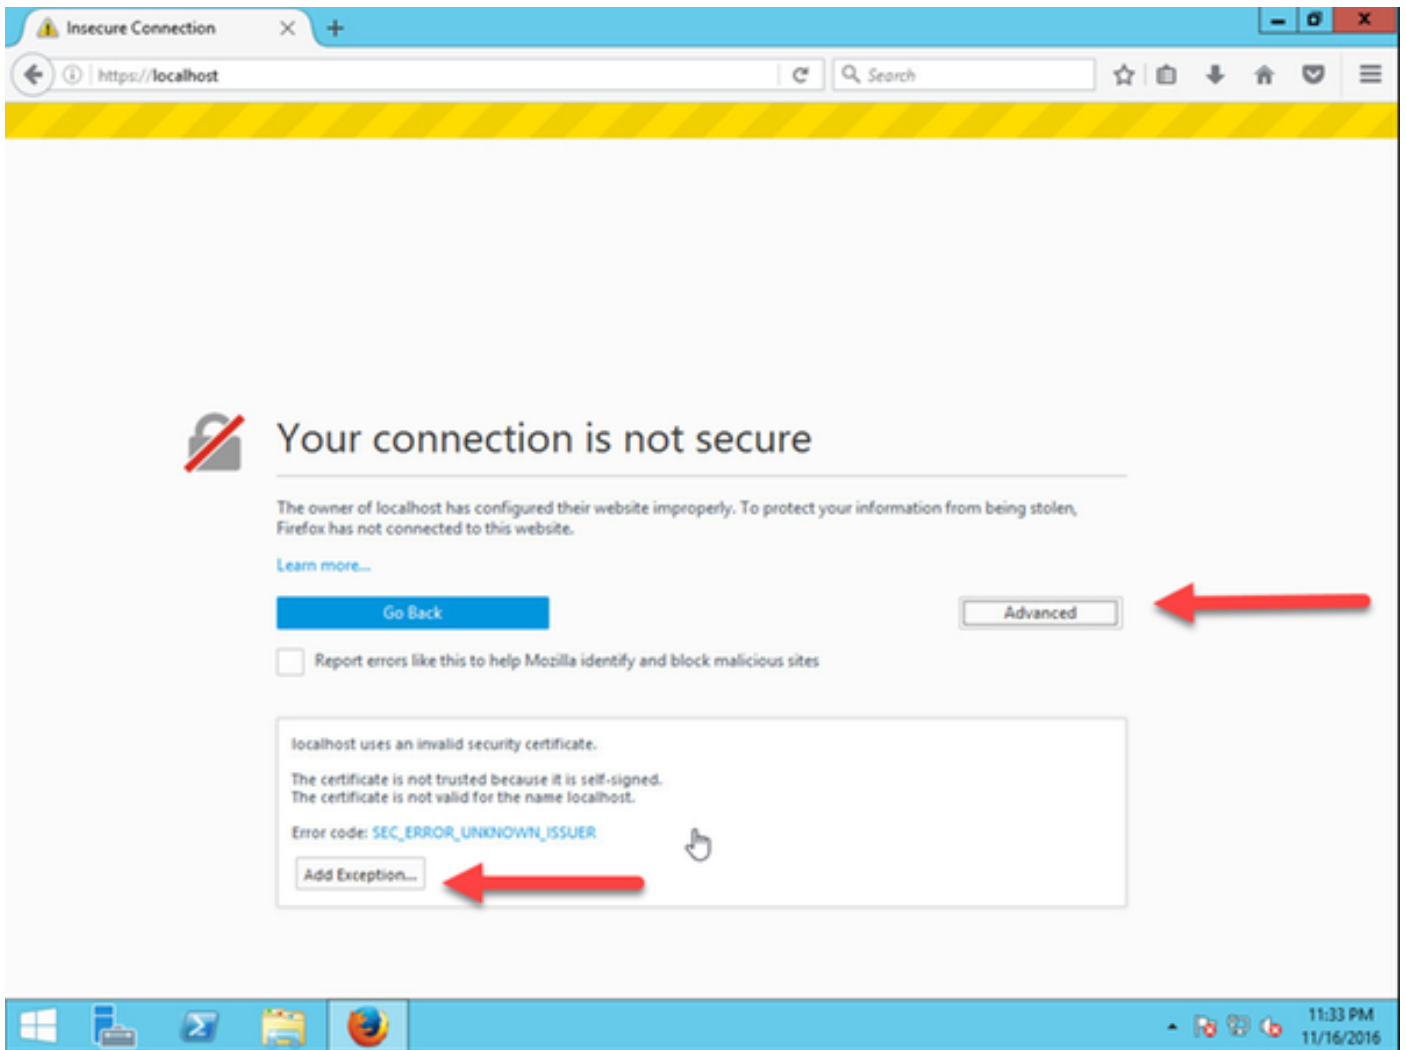 Insecure Connection
https://localhost
Search
Your connection is not secure
The owner of localhost has configured their website improperly. To protect your information from being stolen,
Firefox has not connected to this website.
Learn more...
Go Back
Advanced
Report errors like this to help Mozilla identify and block malicious sites
localhost uses an invalid security certificate.
The certificate is not trusted because it is self-signed.
The certificate is not valid for the name localhost.
Error code: SEC_ERROR_UNKNOWN_ISSUER
Add Exception...
11:33 PM
11/16/2016